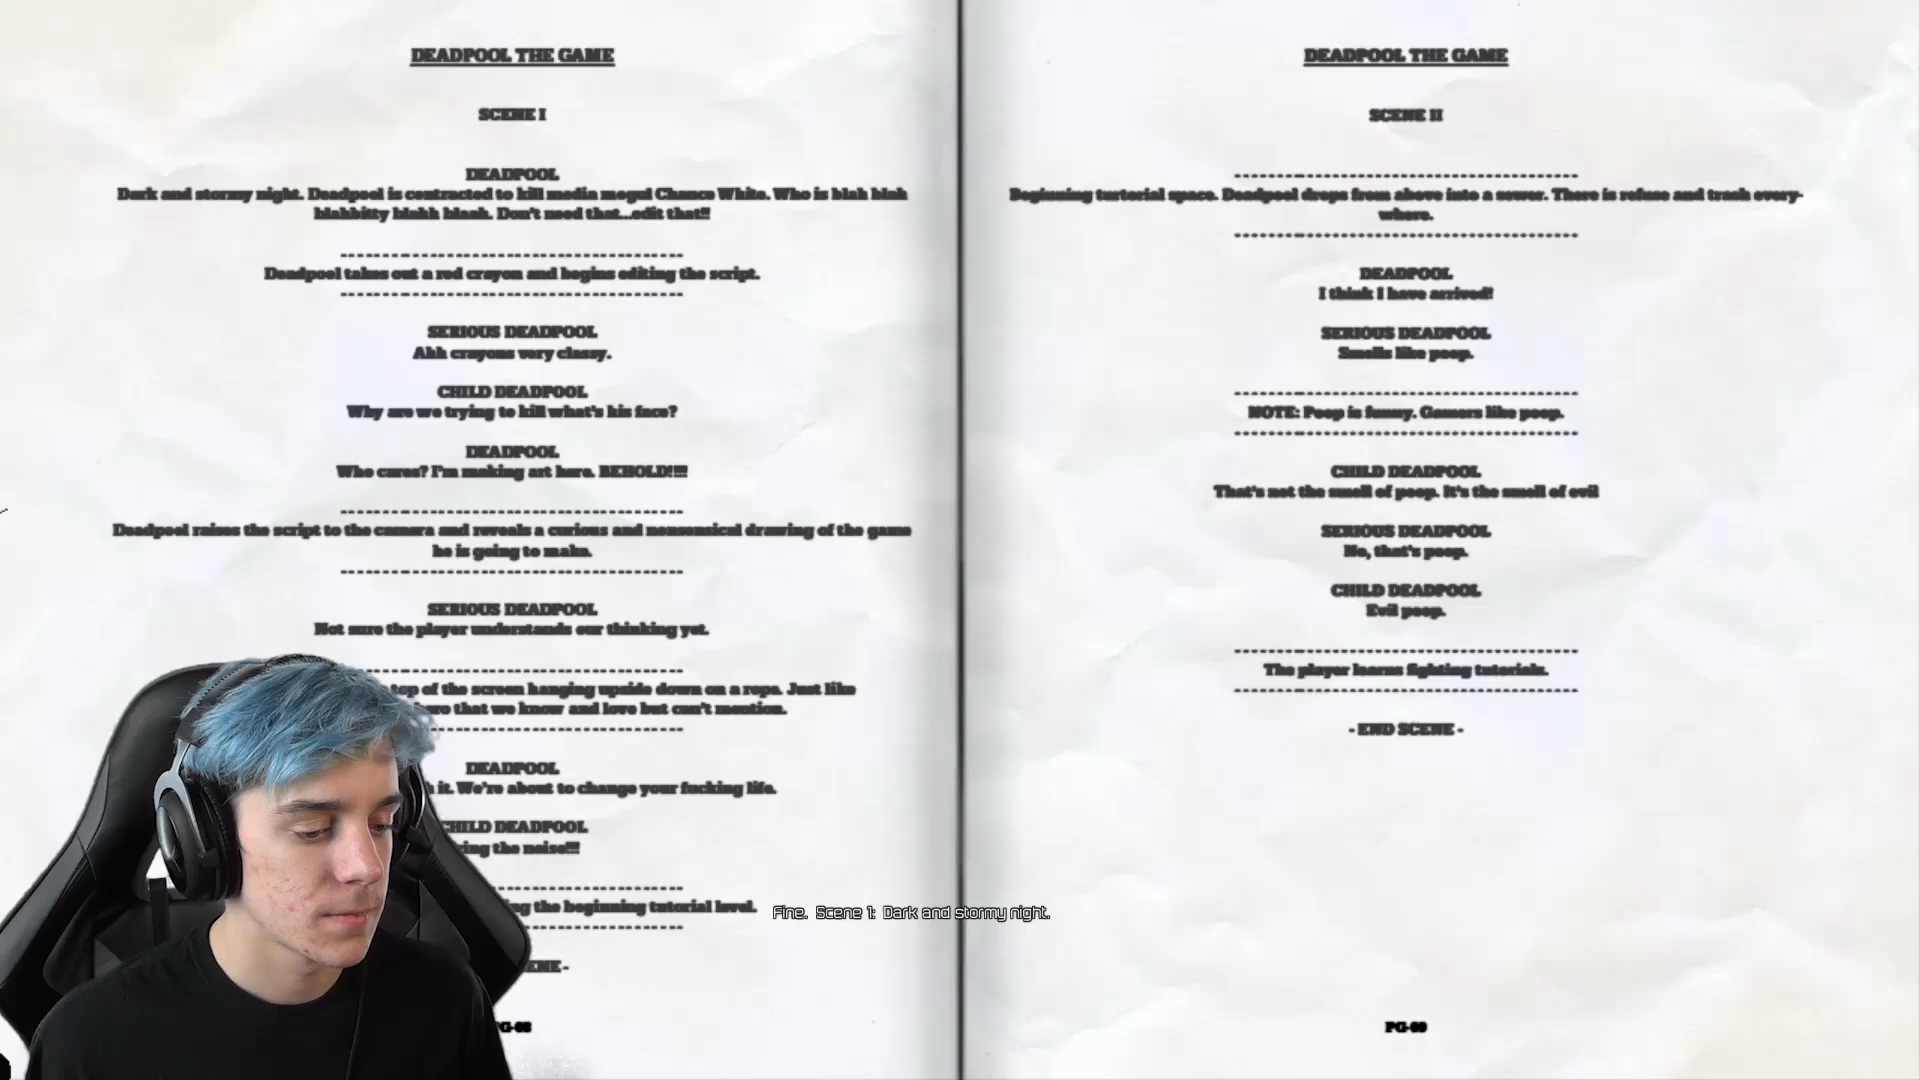 DEADPOOL THE GAME
SCENE I
DEADPOOL
Dark and stormy night. Deadpool is contracted to kill media mogul Chance White. Who is blah blah
blahbitty blahh blaah. Don't need that...edit that!!
Deadpool takes out a red crayon and begins editing the script.
SERIOUS DEADPOOL
Ahh crayons very classy.
CHILD DEADPOOL
Why are we trying to kill what's his face?
DEADPOOL
Who cares? I'm making art here. BEHOLD!!!!
Deadpool raises the script to the camera and reveals a curious and nonsensical drawing of the game
he is going to make.
SERIOUS DEADPOOL
Not sure the player understands our thinking yet.
top of the screen hanging upside down on a rope. Just like
that we know and love but can't mention.
DEADPOOL
it. We're about to change your fucking life.
CHILD DEADPOOL
the noise!!!
the beginning tutorial level.
PG-08
DEADPOOL THE GAME
SCENE II
Beginning turtorial space. Deadpool drops from above into a sewer. There is refuse and trash every-
where.
DEADPOOL
I think I have arrived!
SERIOUS DEADPOOL
Smells like poop.
NOTE: Poop is funny. Gamers like poop.
CHILD DEADPOOL
That's not the smell of poop. It's the smell of evil
SERIOUS DEADPOOL
No, that's poop.
CHILD DEADPOOL
Evil poop.
The player learns fighting tutorials.
- END SCENE -
PG-09
Fine. Scene 1: Dark and stormy night.